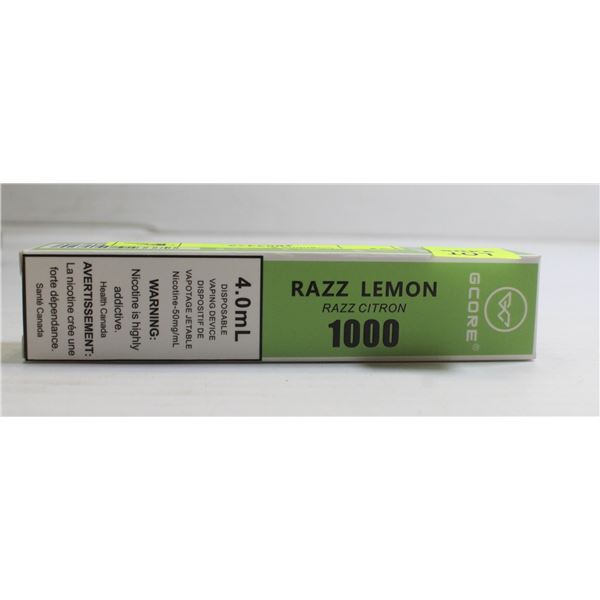 RAZZ LEMON
RAZZ CITRON
1000
GCORE®
4.0mL
DISPOSABLE
VAPING DEVICE
DISPOSITIF DE
VAPOTAGE JETABLE
Nicotine-50mg/mL
WARNING:
Nicotine is highly
addictive.
Health Canada
AVERTISSEMENT:
La nicotine crée une
forte dépendance.
Santé Canada
LOT